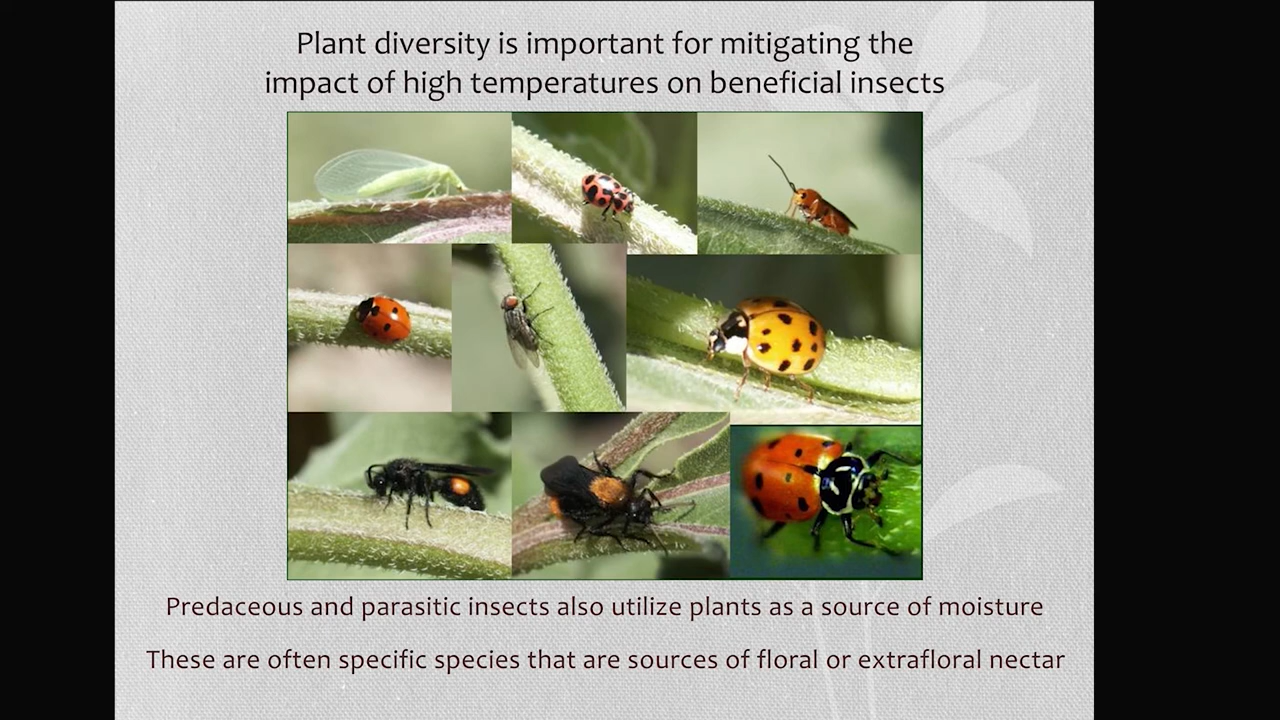 Plant diversity is important for mitigating the
impact of high temperatures on beneficial insects
Predaceous and parasitic insects also utilize plants as a source of moisture
These are often specific species that are sources of floral or extrafloral nectar